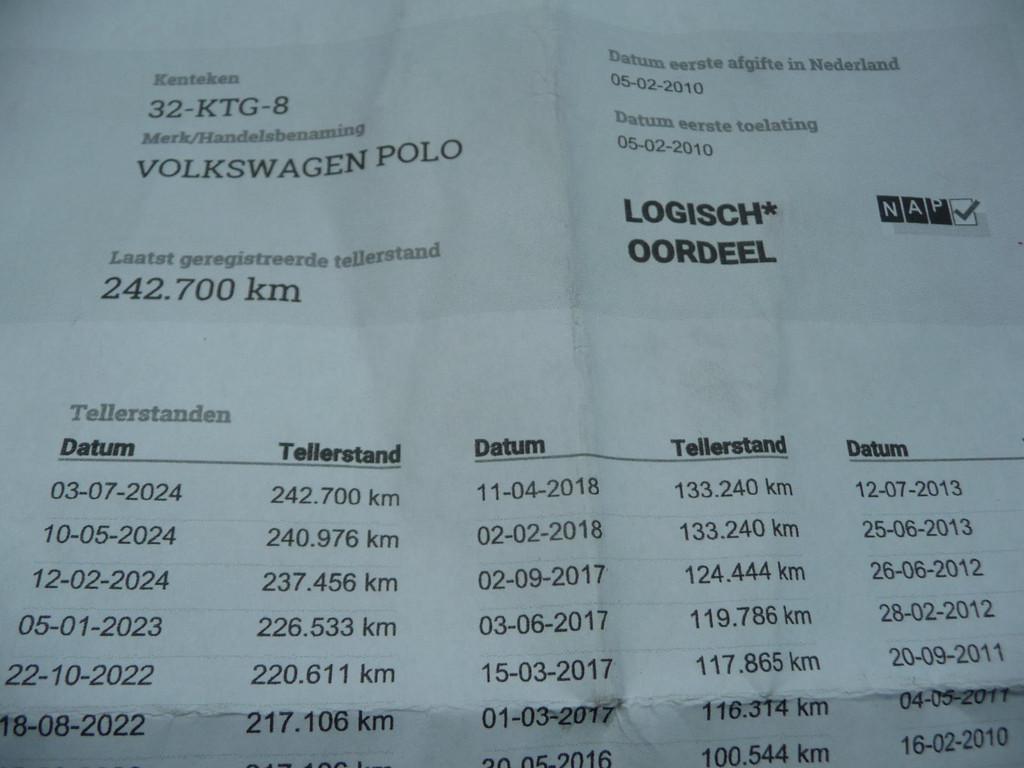 Kenteken
32-KTG-8
Merk/Handelsbenaming
VOLKSWAGEN POLO
Laatst geregistreerde tellerstand
242.700 km
Datum eerste afgifte in Nederland
05-02-2010
Datum eerste toelating
05-02-2010
LOGISCH*
OORDEEL
NAP
Tellerstanden
Datum Tellerstand Datum Tellerstand Datum
03-07-2024 242.700 km 11-04-2018 133.240 km 12-07-2013
10-05-2024 240.976 km 02-02-2018 133.240 km 25-06-2013
12-02-2024 237.456 km 02-09-2017 124.444 km 26-06-2012
05-01-2023 226.533 km 03-06-2017 119.786 km 28-02-2012
22-10-2022 220.611 km 15-03-2017 117.865 km 20-09-2011
18-08-2022 217.106 km 01-03-2017 116.314 km 04-05-2011
20-05-2016 100.544 km 16-02-2010